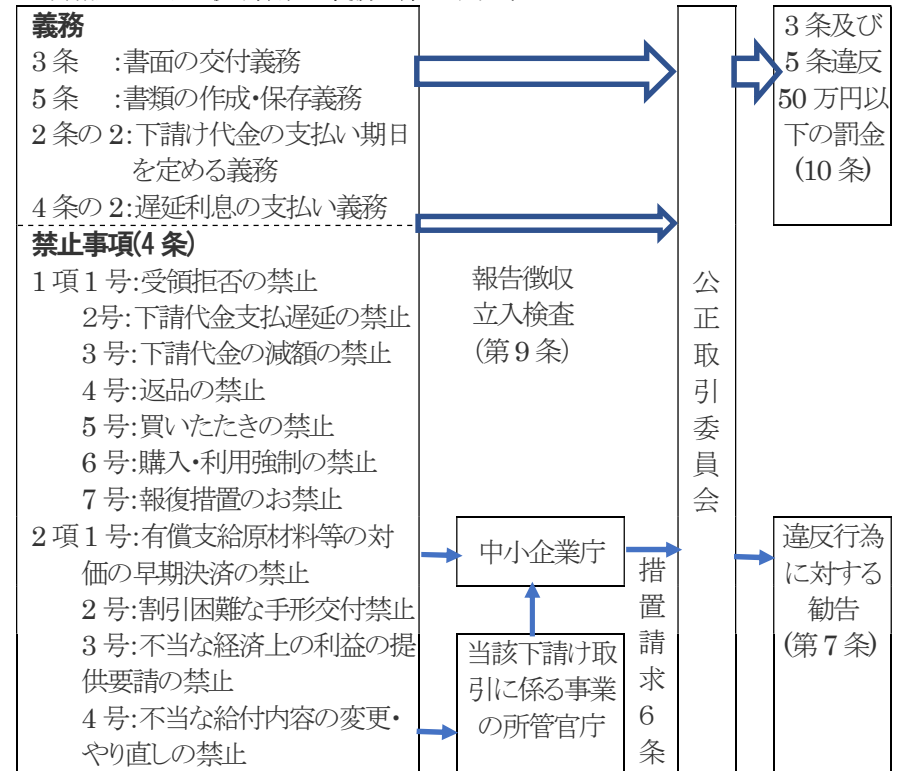 義務
3条　:書面の交付義務
5条　:書類の作成・保存義務
2条の2:下請け代金の支払い期日
を定める義務
4条の2:遅延利息の支払い義務
禁止事項(4条)
1項1号:受領拒否の禁止
2号:下請代金支払遅延の禁止
3号:下請代金の減額の禁止
4号:返品の禁止
5号:買いたたきの禁止
6号:購入・利用強制の禁止
7号:報復措置のお禁止
2項1号:有償支給原材料等の対
価の早期決済の禁止
2号:割引困難な手形交付禁止
3号:不当な経済上の利益の提
供要請の禁止
4号:不当な給付内容の変更・
やり直しの禁止
報告徴収
立入検査
(第9条)
中小企業庁
当該下請け取
引に係る事業
の所管官庁
措置請求6条
公正取引委員会
3条及び
5条違反
50万円以
下の罰金
(10条)
違反行為
に対する
勧告
(第7条)